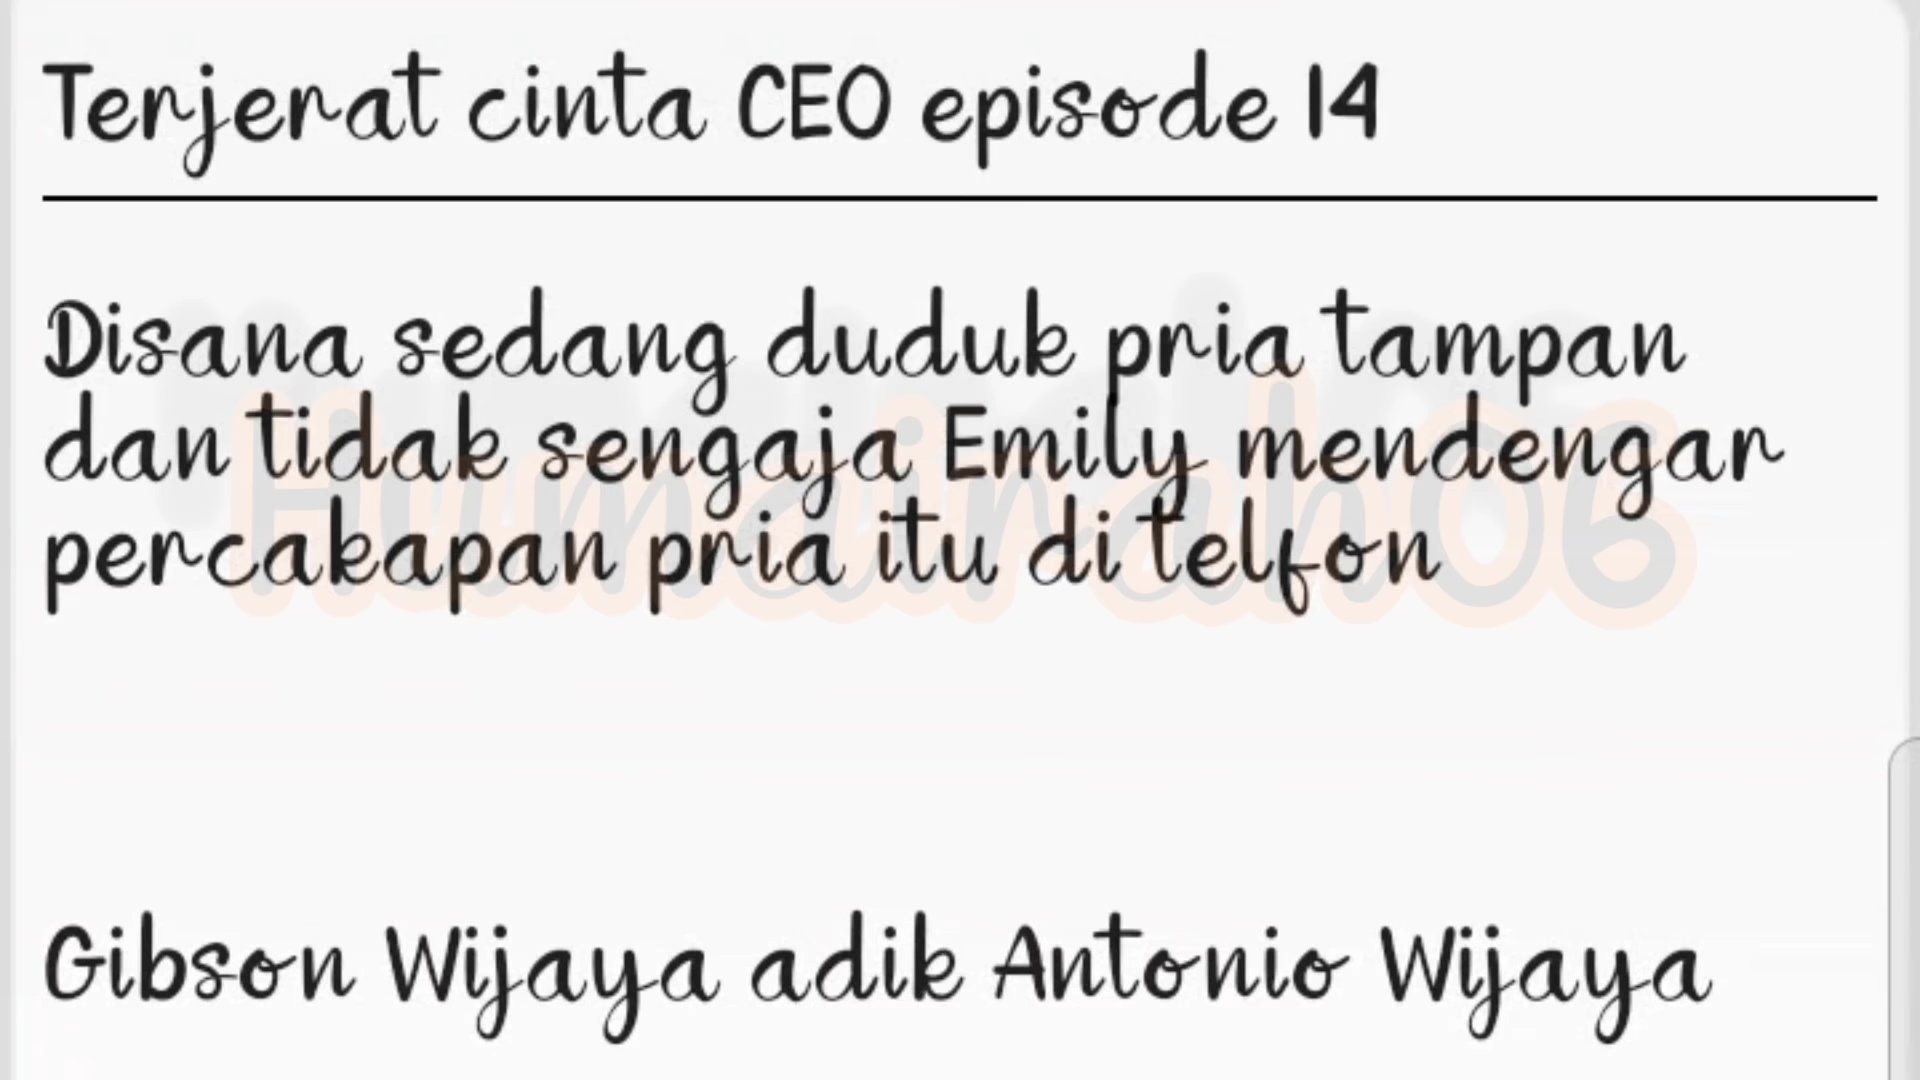 Terjerat cinta CEO episode 14
Disana sedang duduk pria tampan
dan tidak sengaja Emily mendengar
percakapan pria itu di telfon
Humairah06
Gibson Wijaya adik Antonio Wijaya